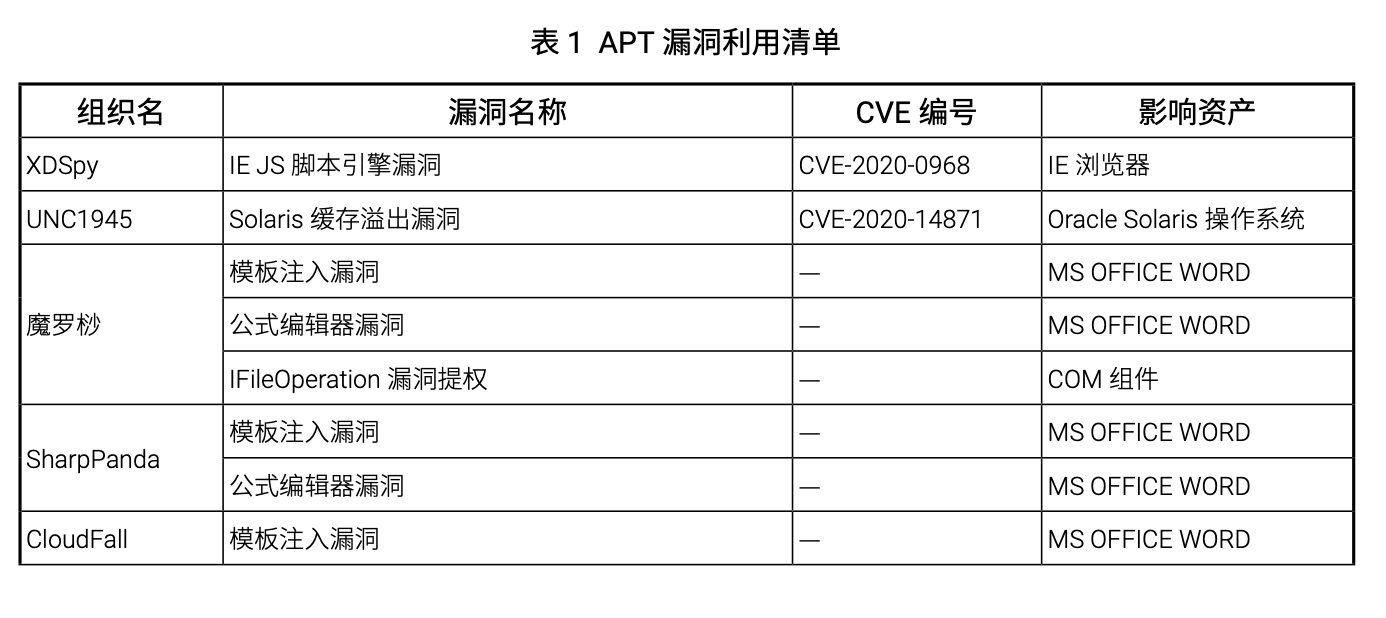 表 1 APT 漏洞利用清单
组织名 漏洞名称 CVE 编号 影响资产
XDSpy IE JS 脚本引擎漏洞 CVE-2020-0968 IE 浏览器
UNC1945 Solaris 缓存溢出漏洞 CVE-2020-14871 Oracle Solaris 操作系统
魔罗桫 模板注入漏洞 — MS OFFICE WORD
公式编辑器漏洞 — MS OFFICE WORD
IFileOperation 漏洞提权 — COM 组件
SharpPanda 模板注入漏洞 — MS OFFICE WORD
公式编辑器漏洞 — MS OFFICE WORD
CloudFall 模板注入漏洞 — MS OFFICE WORD